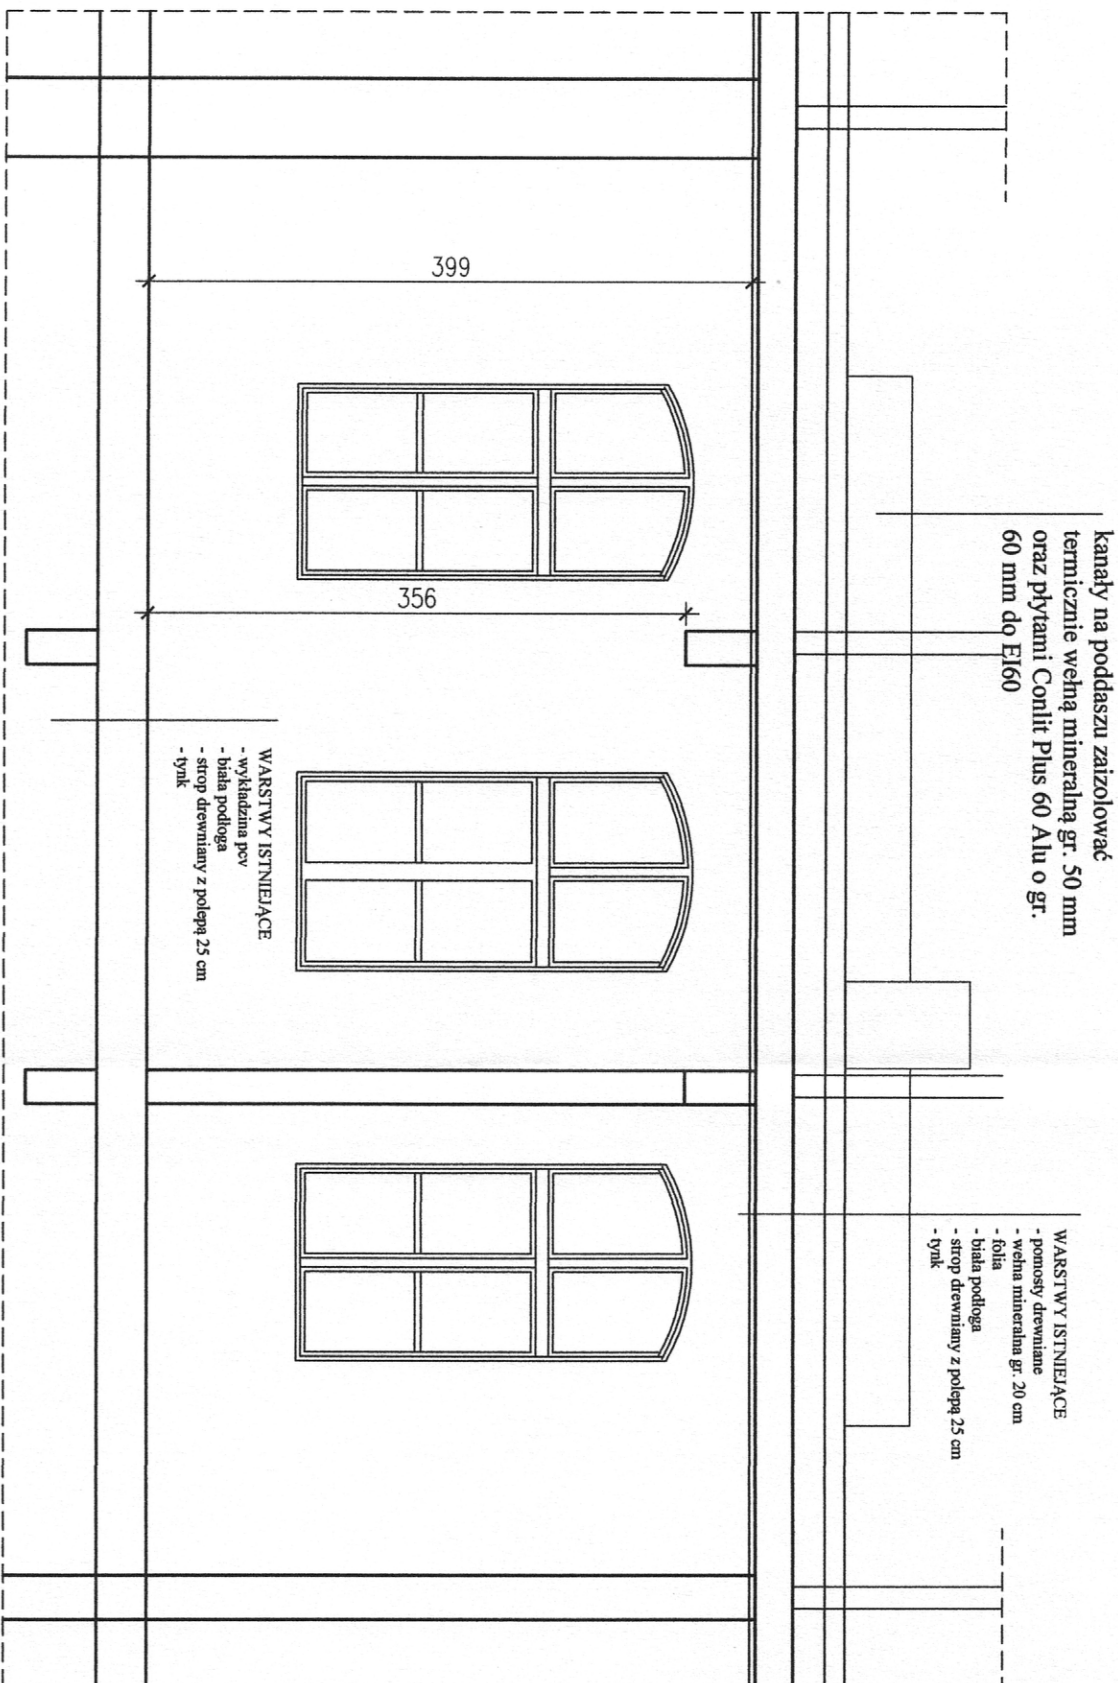 kanały na poddaszu zaizolować
termicznie wełną mineralną gr. 50 mm
oraz płytami Conlit Plus 60 Alu o gr.
60 mm do EI60
WARSTWY ISTNIEJĄCE
- pomosty drewniane
- wełna mineralna gr. 20 cm
- folia
- biała podłoga
- strop drewniany z polepą 25 cm
- tynk
399
356
WARSTWY ISTNIEJĄCE
- wykładzina pcv
- biała podłoga
- strop drewniany z polepą 25 cm
- tynk